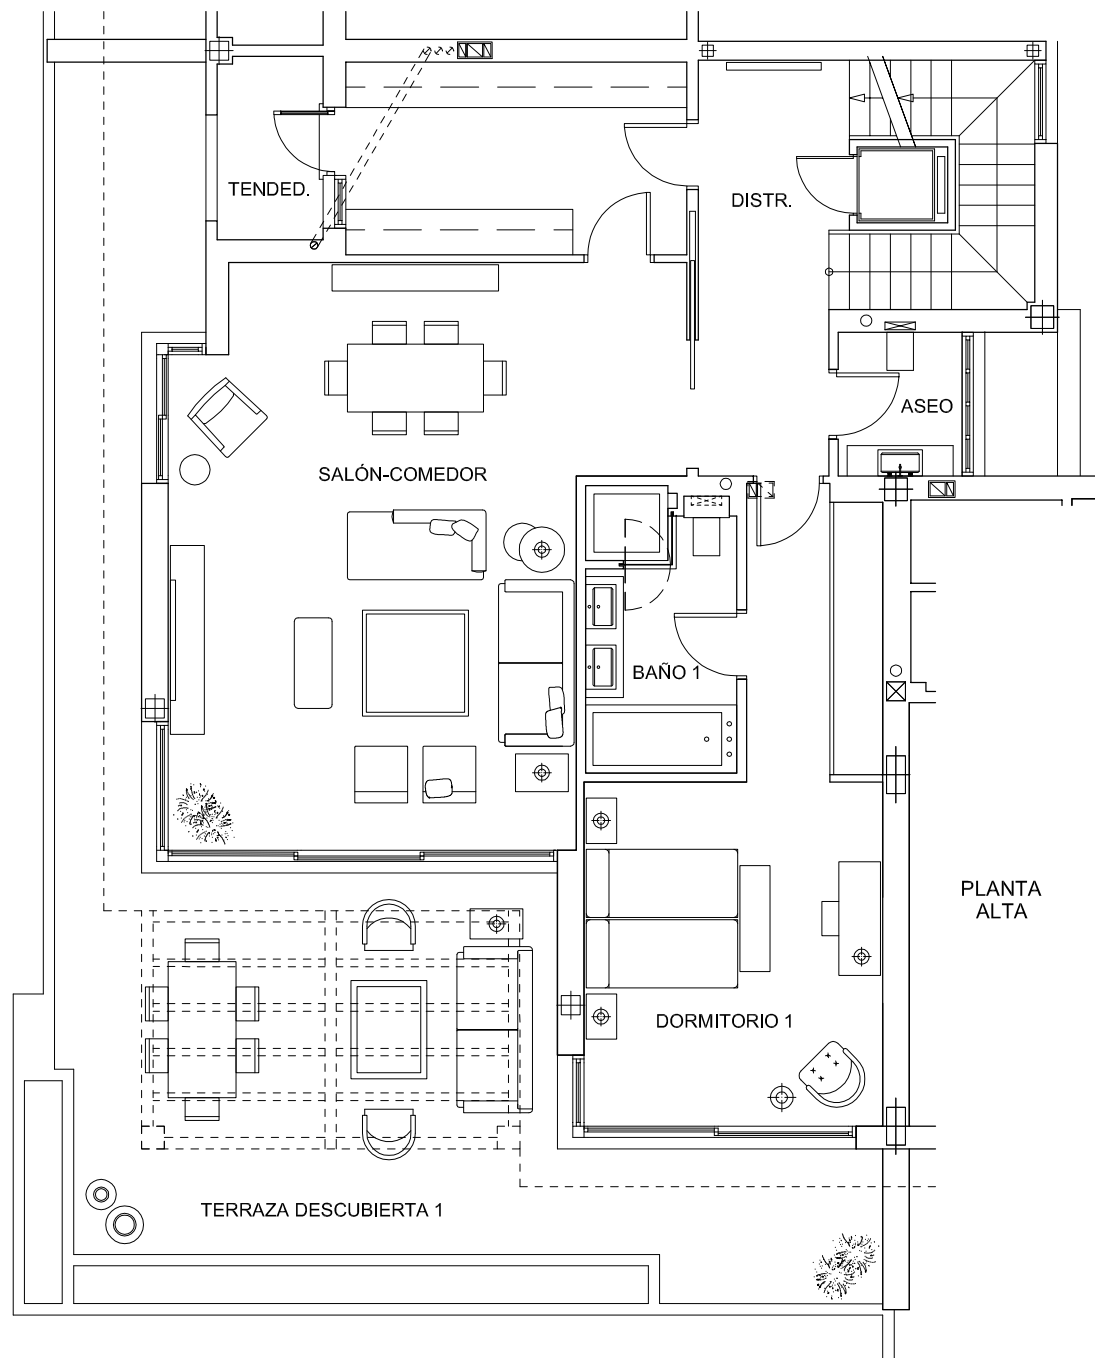 TENDED.
DISTR.
ASEO
SALÓN-COMEDOR
BAÑO 1
PLANTA
ALTA
DORMITORIO 1
TERRAZA DESCUBIERTA 1